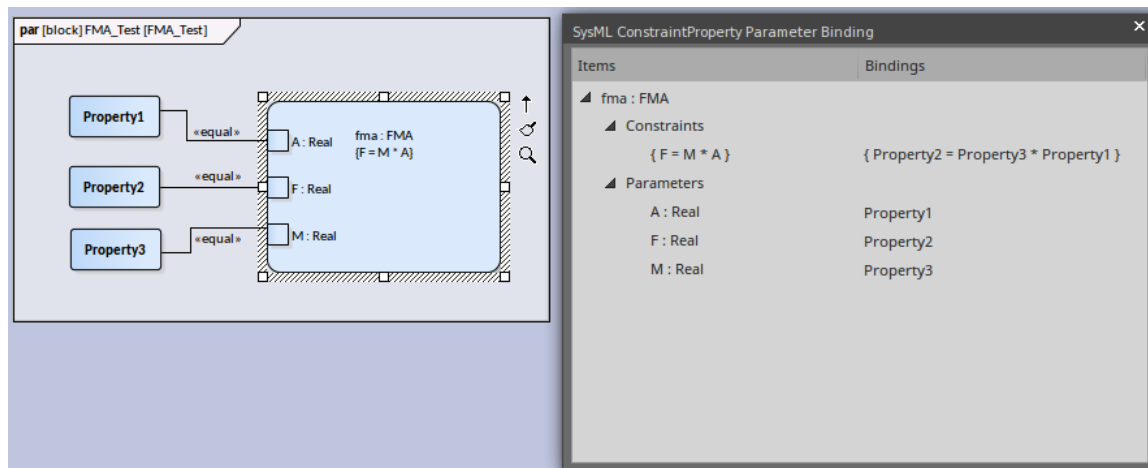 par [block] FMA_Test [FMA_Test]
Property1
«equal»
A : Real
fma : FMA
{F = M * A}
Property2
«equal»
F : Real
Property3
«equal»
M : Real
SysML ConstraintProperty Parameter Binding
Items Bindings
fma : FMA
Constraints
{ F = M * A } { Property2 = Property3 * Property1 }
Parameters
A : Real Property1
F : Real Property2
M : Real Property3